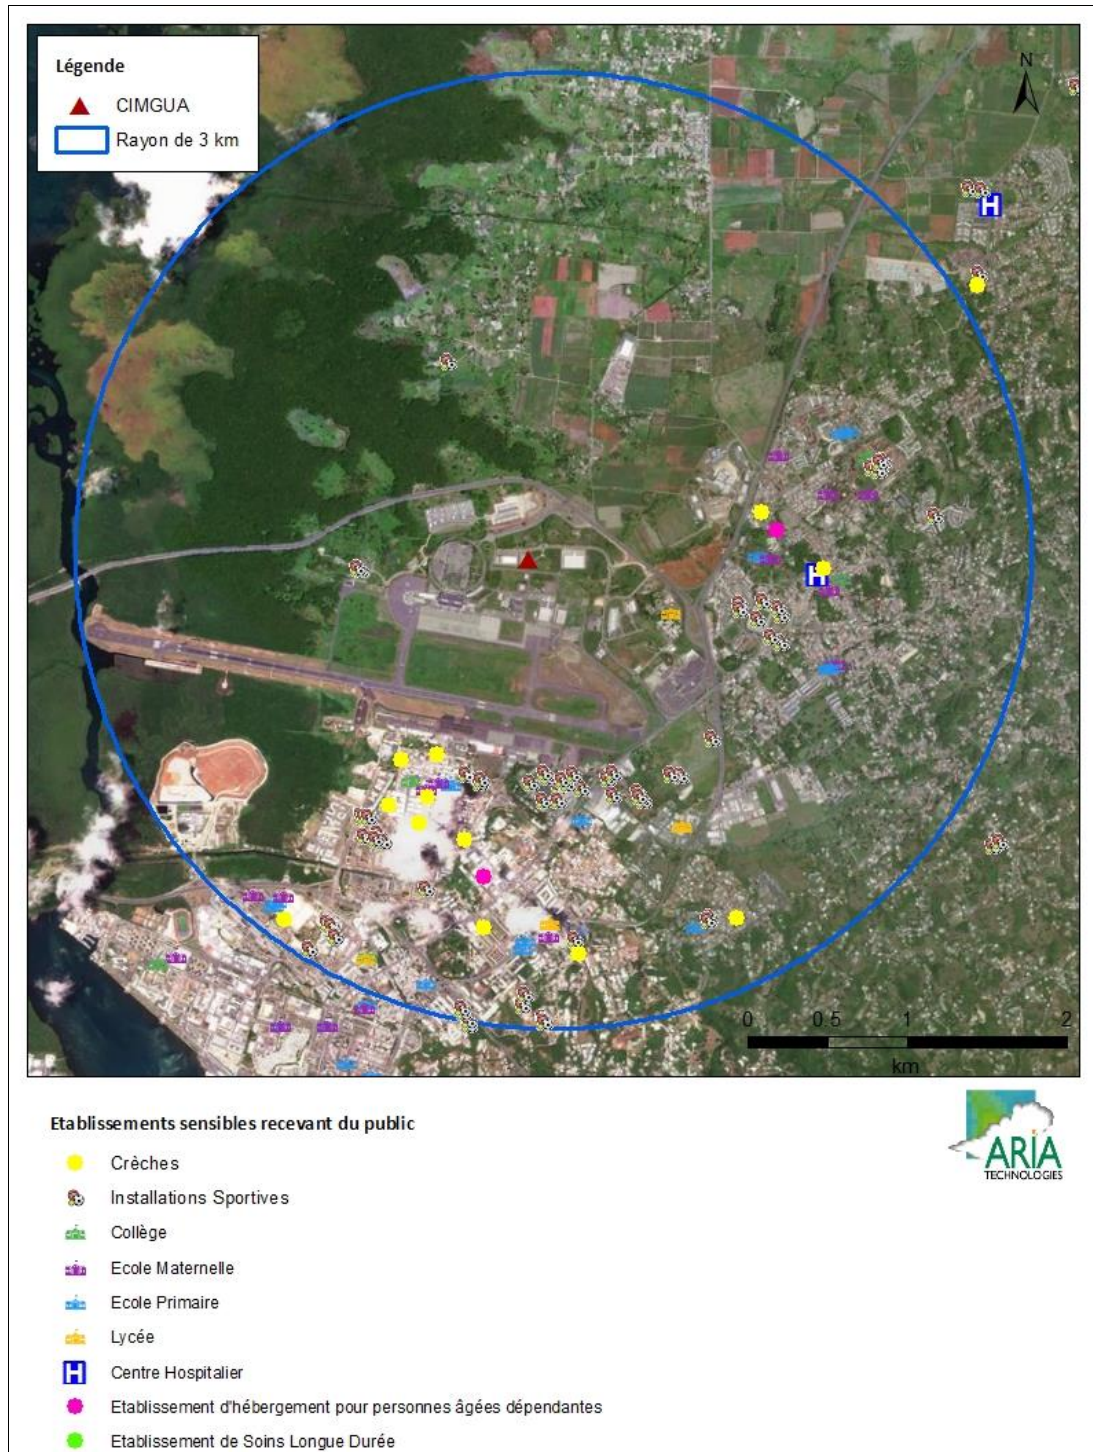 Légende
CIMGUA
Rayon de 3 km
N
H
H
0 0.5 1 2
km
Etablissements sensibles recevant du public
Crèches
Installations Sportives
Collège
Ecole Maternelle
Ecole Primaire
Lycée
H Centre Hospitalier
Etablissement d'hébergement pour personnes âgées dépendantes
Etablissement de Soins Longue Durée
ARIA
TECHNOLOGIES